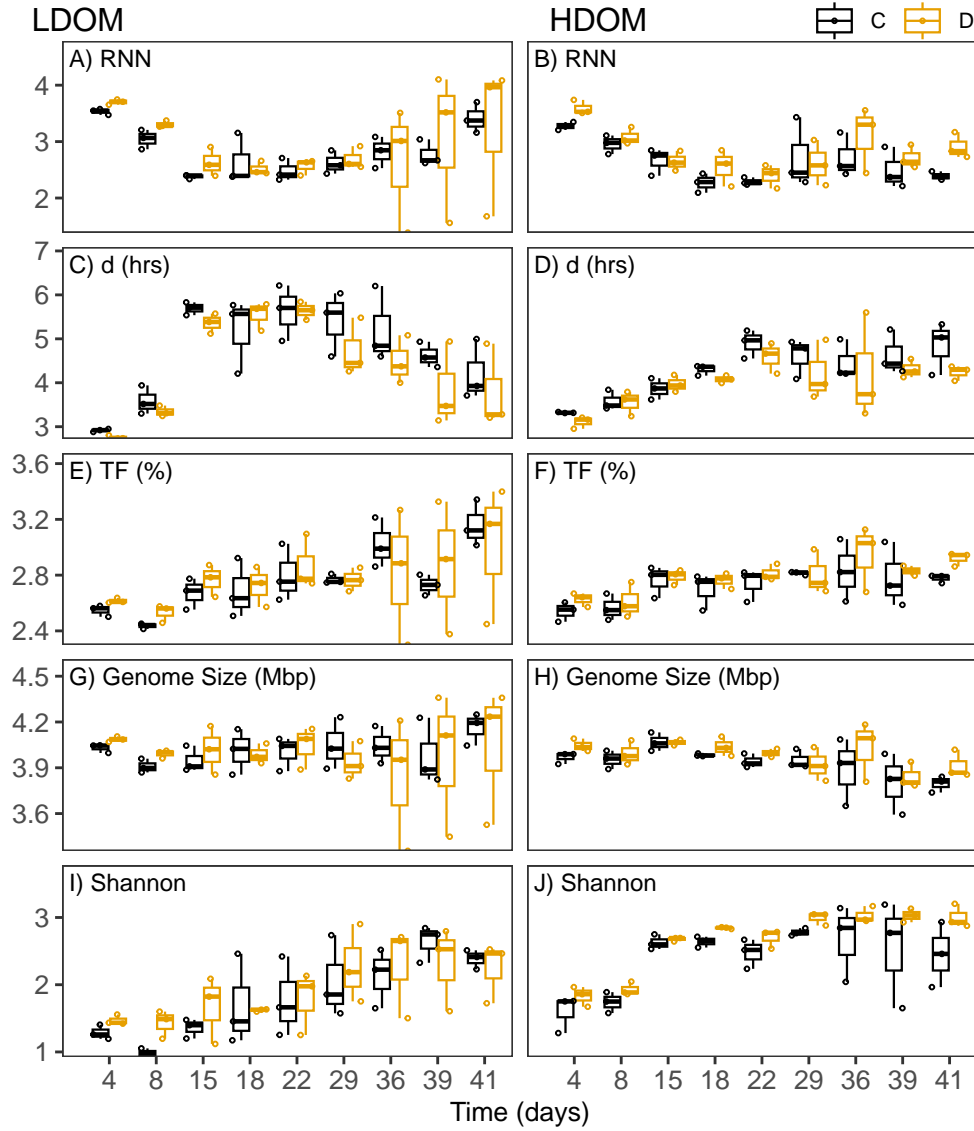 LDOM HDOM C D
A) RNN B) RNN
4
3
2
C) d (hrs) D) d (hrs)
7
6
5
4
3
E) TF (%) F) TF (%)
3.6
3.2
2.8
2.4
G) Genome Size (Mbp) H) Genome Size (Mbp)
4.5
4.2
3.9
3.6
I) Shannon J) Shannon
3
2
1
4 8 15 18 22 29 36 39 41 4 8 15 18 22 29 36 39 41
Time (days)